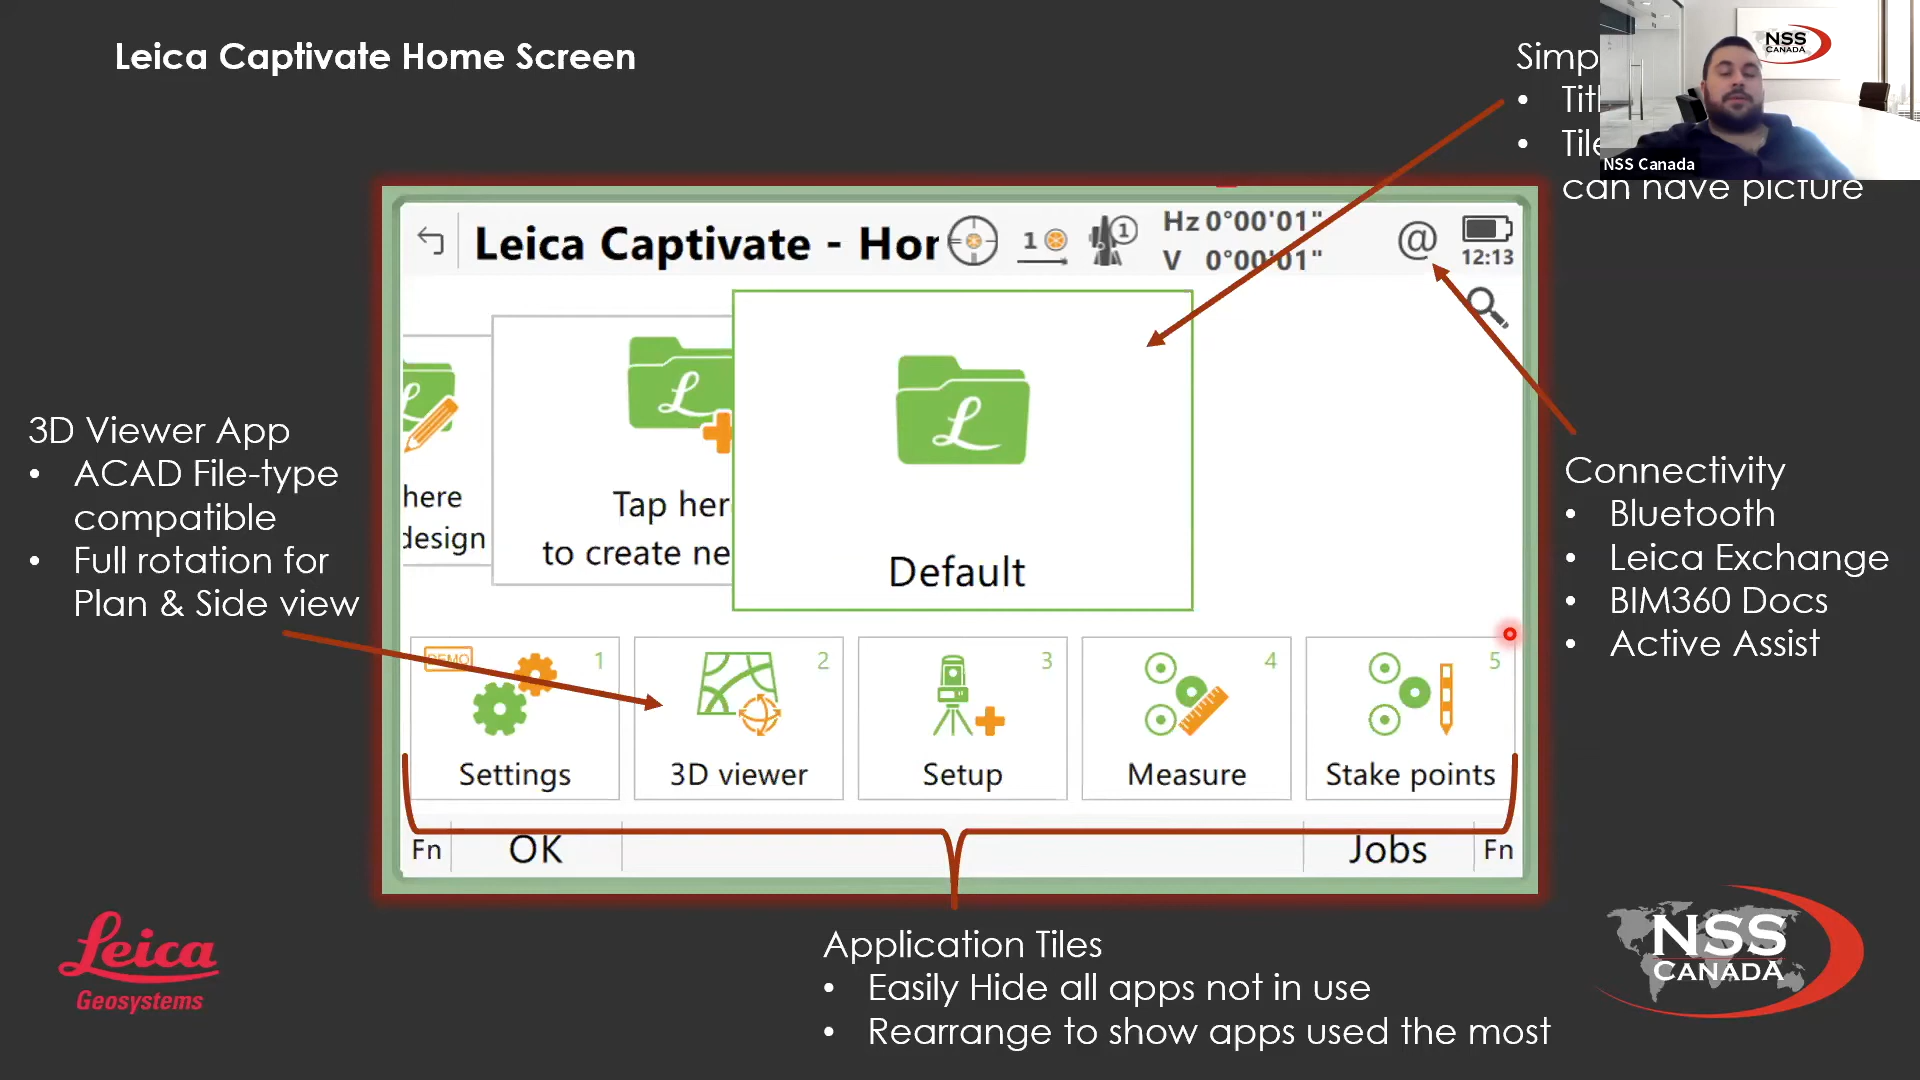 Leica Captivate Home Screen
NSS
CANADA
NSS Canada
can have picture
Leica Captivate - Hor
1
1
Hz 0°00'01"
V 0°00'01"
@
12:13
here
design
Tap her
to create ne
Default
3D Viewer App
• ACAD File-type
compatible
• Full rotation for
Plan & Side view
Connectivity
• Bluetooth
• Leica Exchange
• BIM360 Docs
• Active Assist
DEMO
1
Settings
2
3D viewer
3
Setup
4
Measure
5
Stake points
Fn
OK
Jobs
Fn
Application Tiles
• Easily Hide all apps not in use
• Rearrange to show apps used the most
Leica
Geosystems
NSS
CANADA